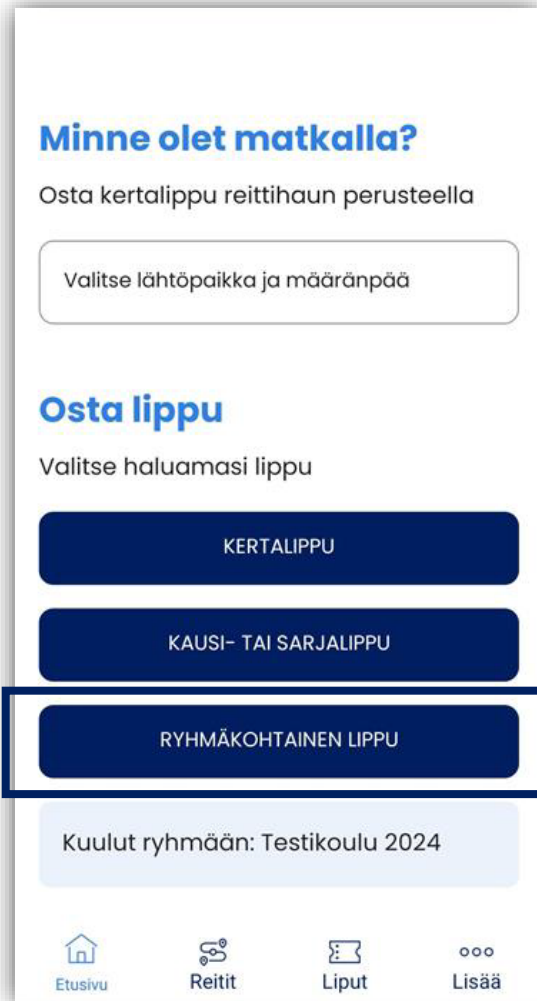 Minne olet matkalla?
Osta kertalippu reittihaun perusteella
Valitse lähtöpaikka ja määränpää
Osta lippu
Valitse haluamasi lippu
KERTALIPPU
KAUSI- TAI SARJALIPPU
RYHMÄKOHTAINEN LIPPU
Kuulut ryhmään: Testikoulu 2024
Etusivu Reitit Liput Lisää